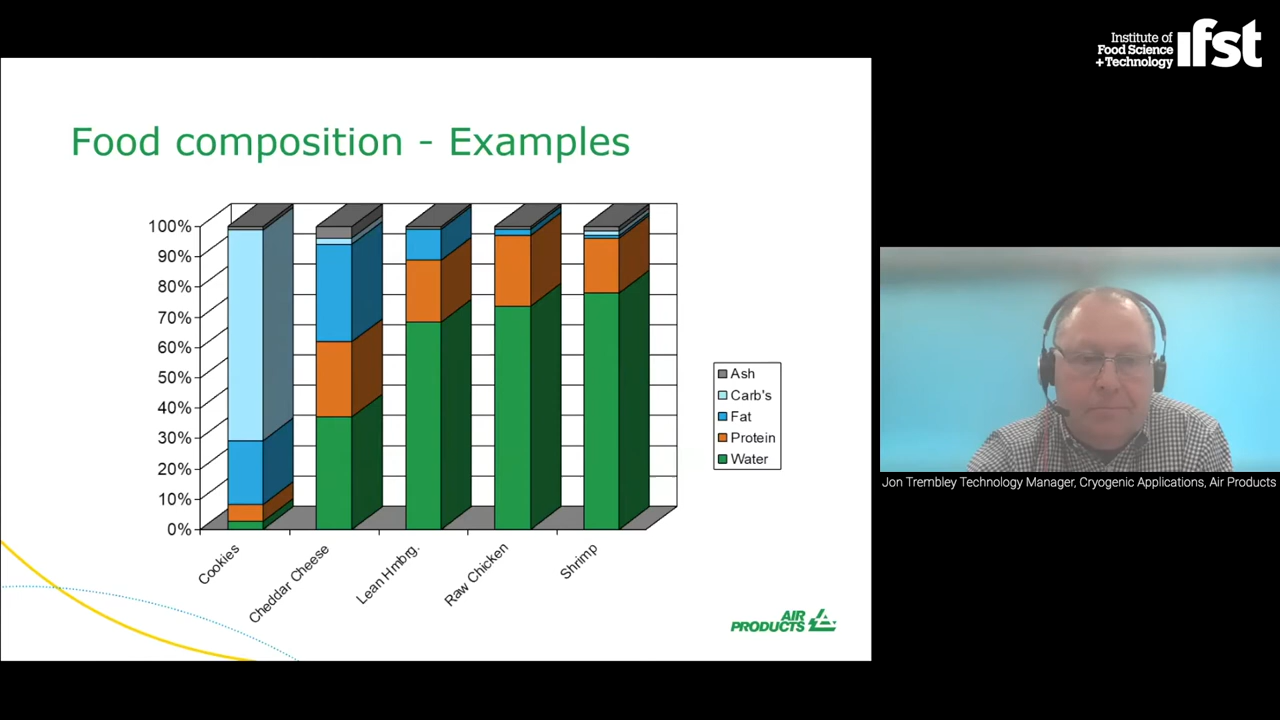 Institute of
Food Science
+ Technology
ifst
Food composition - Examples
100%
90%
80%
70%
60%
50%
40%
30%
20%
10%
0%
Cookies
Cheddar Cheese
Lean Hmbrg.
Raw Chicken
Shrimp
Ash
Carb's
Fat
Protein
Water
AIR
PRODUCTS
Jon Trembley Technology Manager, Cryogenic Applications, Air Products